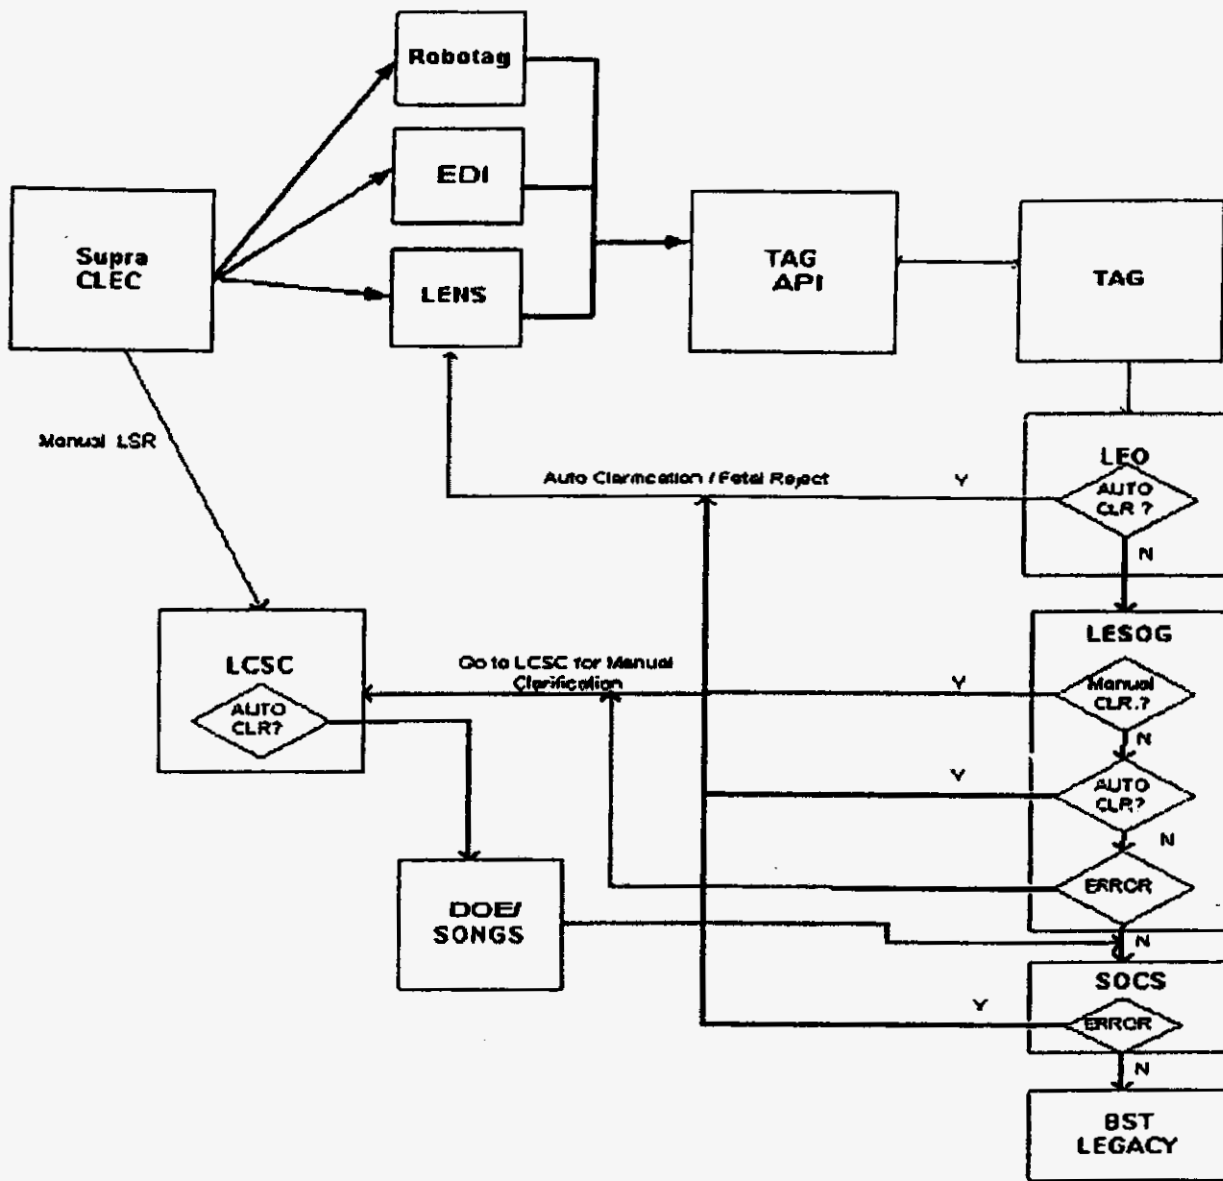 Robotag
EDI
Supra
CLEC
LENS
TAG
API
TAG
Manual LSR
Auto Clarification / Fatal Reject
Y
LEO
AUTO
CLR ?
N
LESOG
LCSC
Go to LCSC for Manual
Clarification
Y
Manual
CLR.?
AUTO
CLR?
N
Y
AUTO
CLR?
N
ERROR
DOE/
SONGS
N
SOCS
Y
ERROR
N
BST
LEGACY